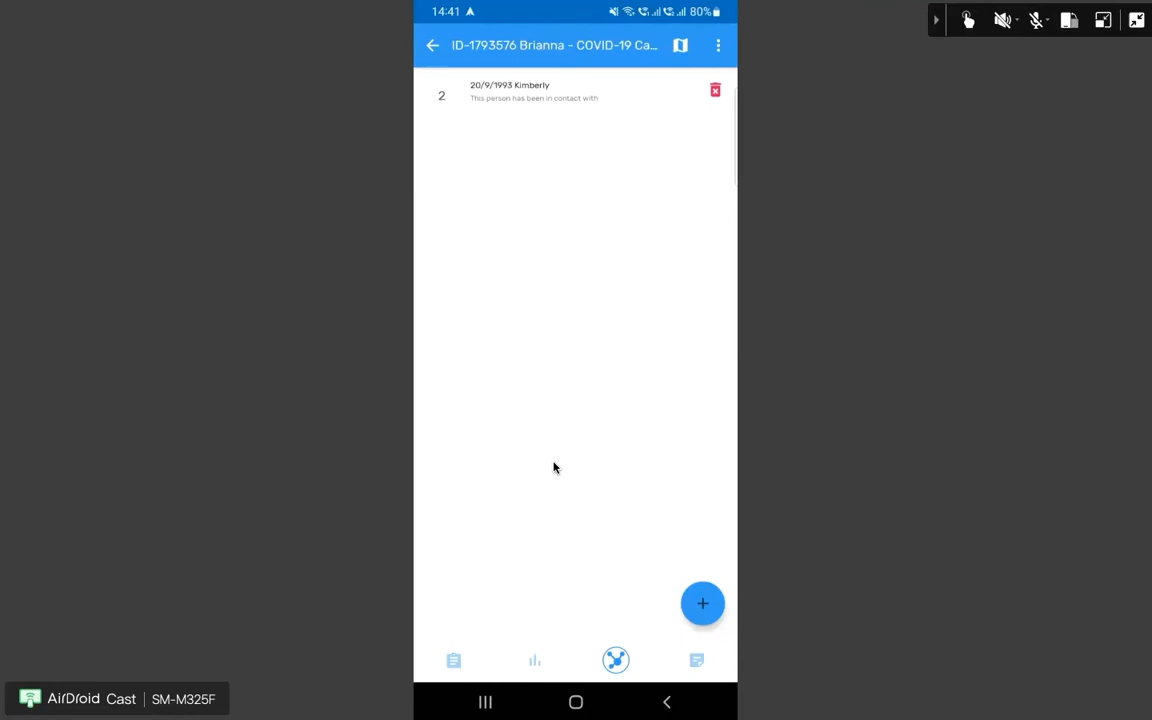 14:41
80%
ID-1793576 Brianna - COVID-19 Ca...
2
20/9/1993 Kimberly
This person has been in contact with
AirDroid Cast | SM-M325F